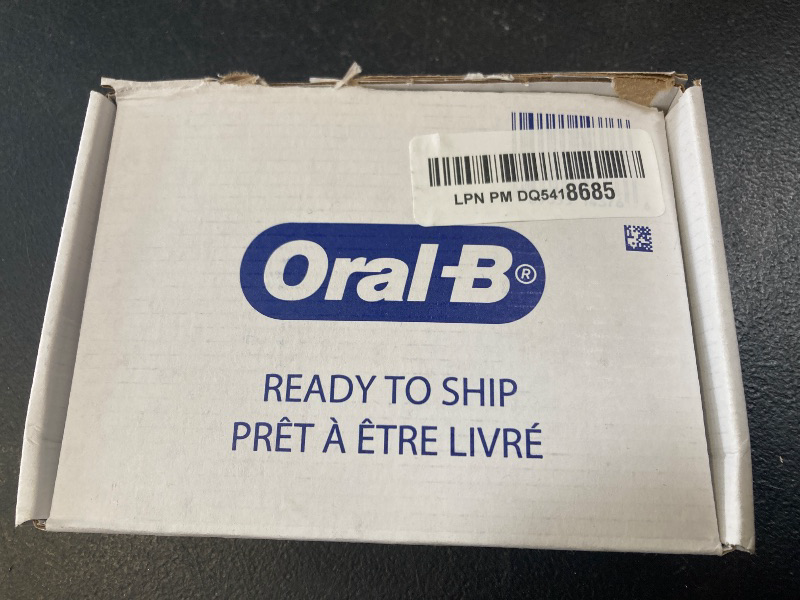 LPN PM DQ5418685
Oral-B®
READY TO SHIP
PRÊT À ÊTRE LIVRÉ